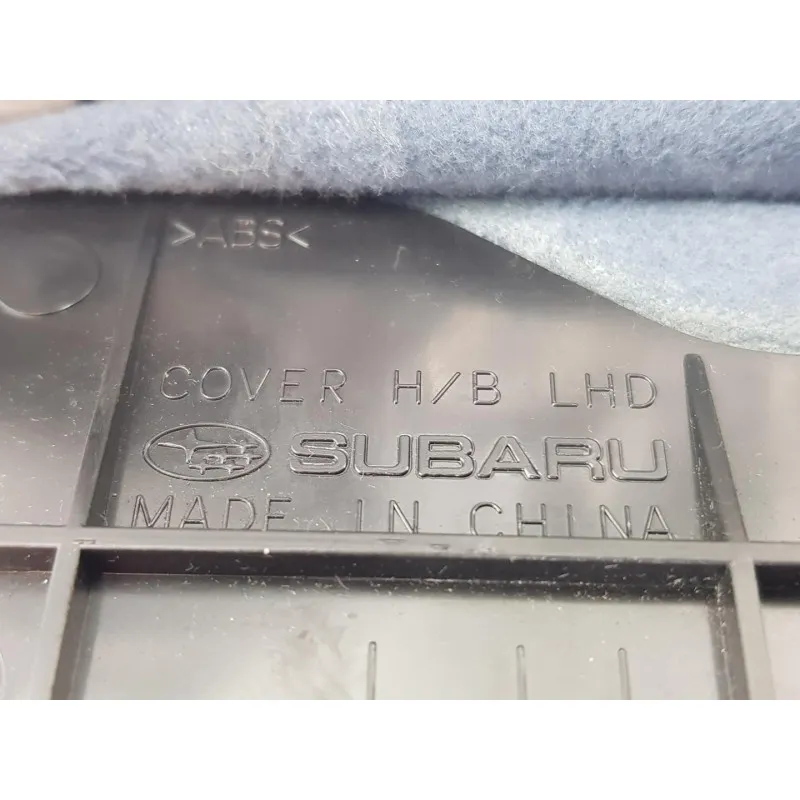 >ABS<
COVER H/B LHD
SUBARU
MADE IN CHINA